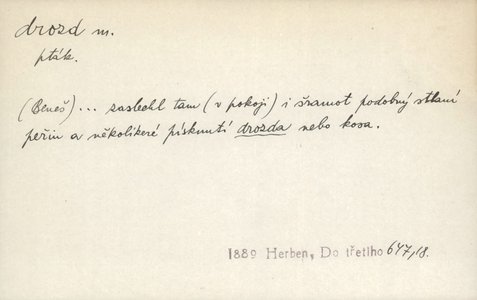 drozd m.
pták.
(Beneš)... zaslechl tam (v pokoji) i šramot podobný stlaní
peřin a několikeré písknutí drozda nebo kosa.
1889 Herben, Do třetího 647,18.